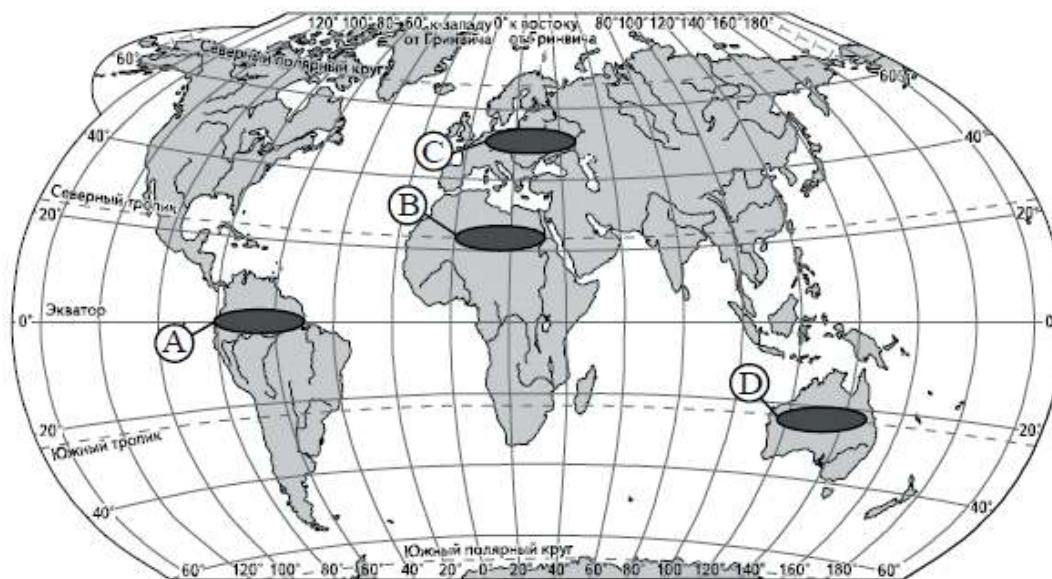 120° 100° 80° 60° к западу 0° к востоку 80° 100° 120° 140° 160° 180°
от Гринвича от Гринвича
60° Северный полярный круг 60°
40° 40°
C
Северный тропик
B
20° 20°
Экватор
0° 0°
A
D
20° 20°
Южный тропик
40° 40°
Южный полярный круг
60° 120° 100° 80° 60° 40° 20° 0° 20° 40° 60° 80° 100° 120° 140° 160° 180° 60°